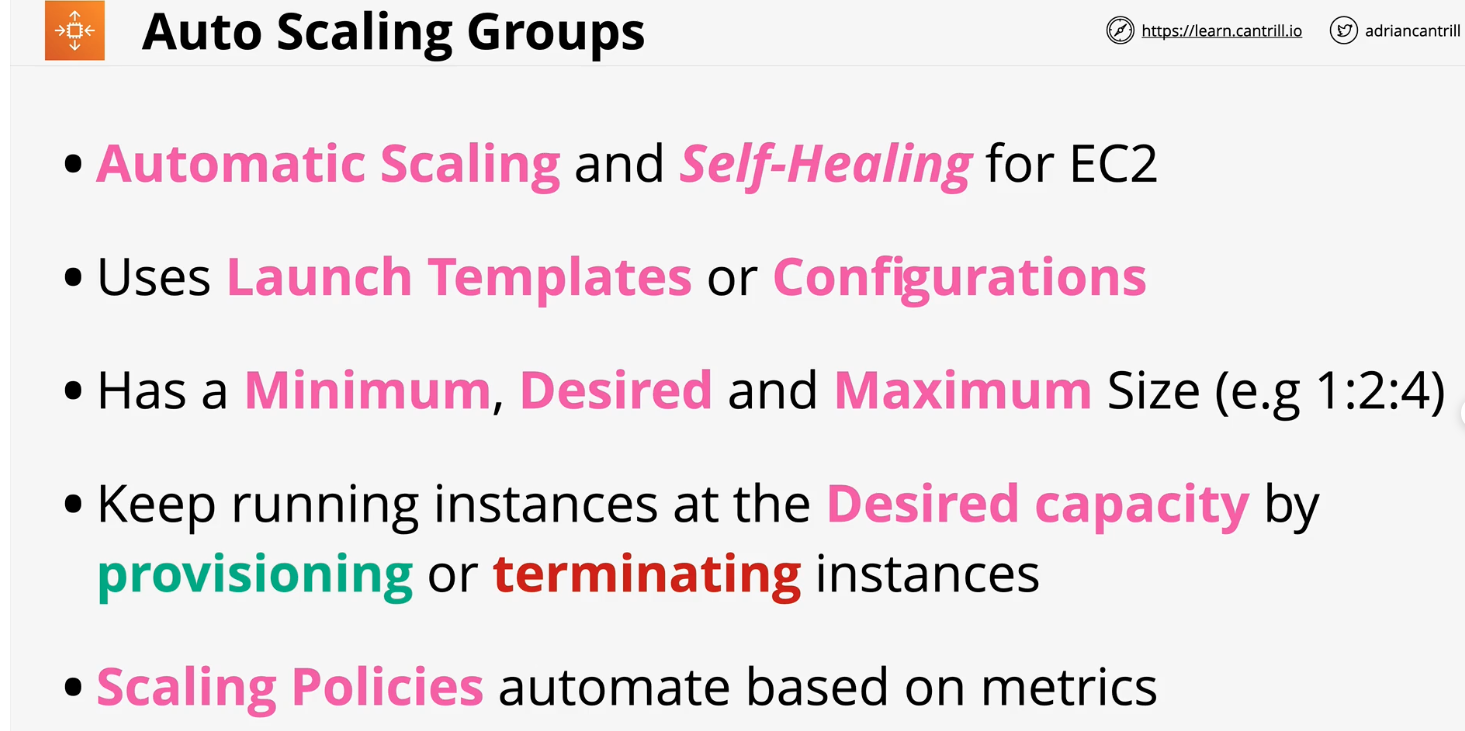 Auto Scaling Groups
https://learn.cantrill.io
adriancantrill
• Automatic Scaling and Self-Healing for EC2
• Uses Launch Templates or Configurations
• Has a Minimum, Desired and Maximum Size (e.g 1:2:4)
• Keep running instances at the Desired capacity by
provisioning or terminating instances
• Scaling Policies automate based on metrics